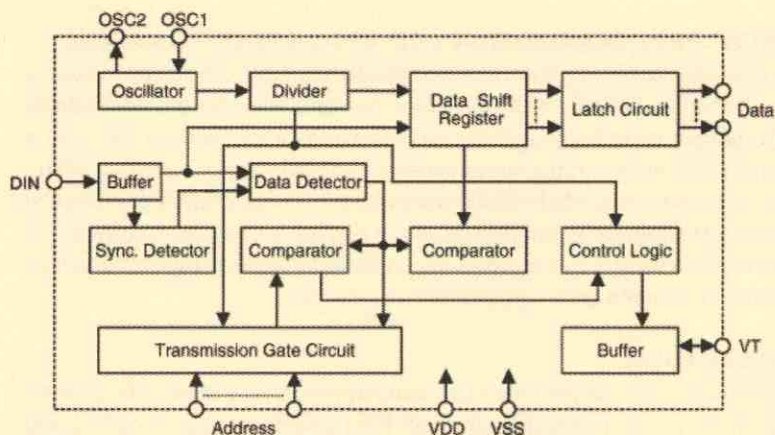 OSC2 OSC1
Oscillator
Divider
Data Shift
Register
Latch Circuit
Data
DIN
Buffer
Data Detector
Sync. Detector
Comparator
Comparator
Control Logic
Transmission Gate Circuit
Buffer
VT
Address
VDD
VSS